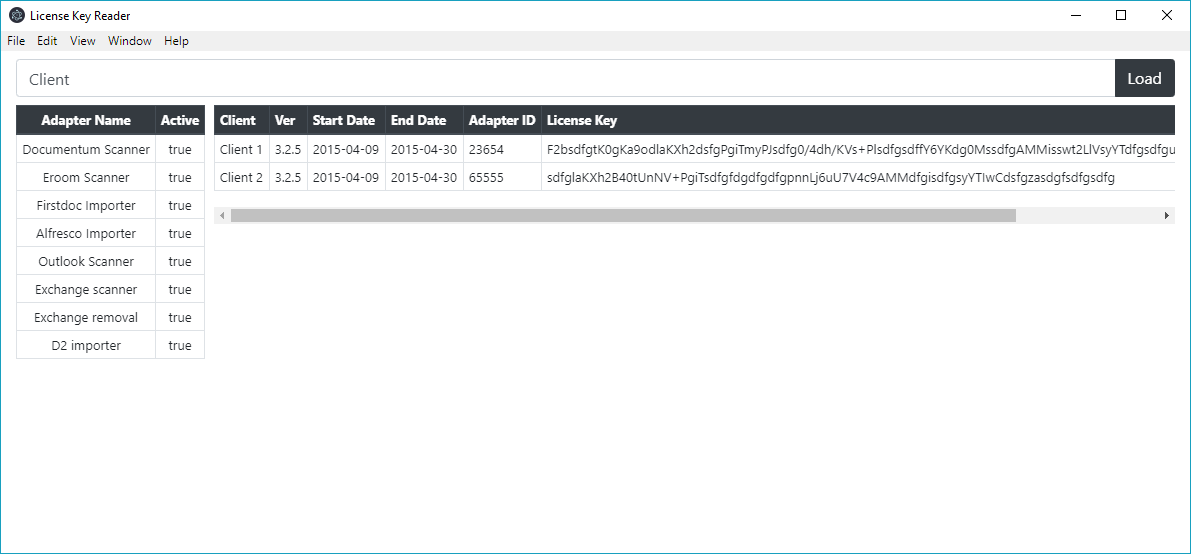 License Key Reader
File Edit View Window Help
Client Load
Adapter Name Active
Documentum Scanner true
Eroom Scanner true
Firstdoc Importer true
Alfresco Importer true
Outlook Scanner true
Exchange scanner true
Exchange removal true
D2 importer true
Client Ver Start Date End Date Adapter ID License Key
Client 1 3.2.5 2015-04-09 2015-04-30 23654 F2bsdfgtK0gKa9odlaKXh2dsfgPgiTmyPJsdfg0/4dh/KVs+PlsdfgsdffY6YKdg0MssdfgAMMisswt2LlVsyYTdfgsdfgu
Client 2 3.2.5 2015-04-09 2015-04-30 65555 sdfglaKXh2B40tUnNV+PgiTsdfgfdgdfgdfgpnnLj6uU7V4c9AMMdfgisdfgsyYTIwCdsfgzasdgfsdfgsdfg